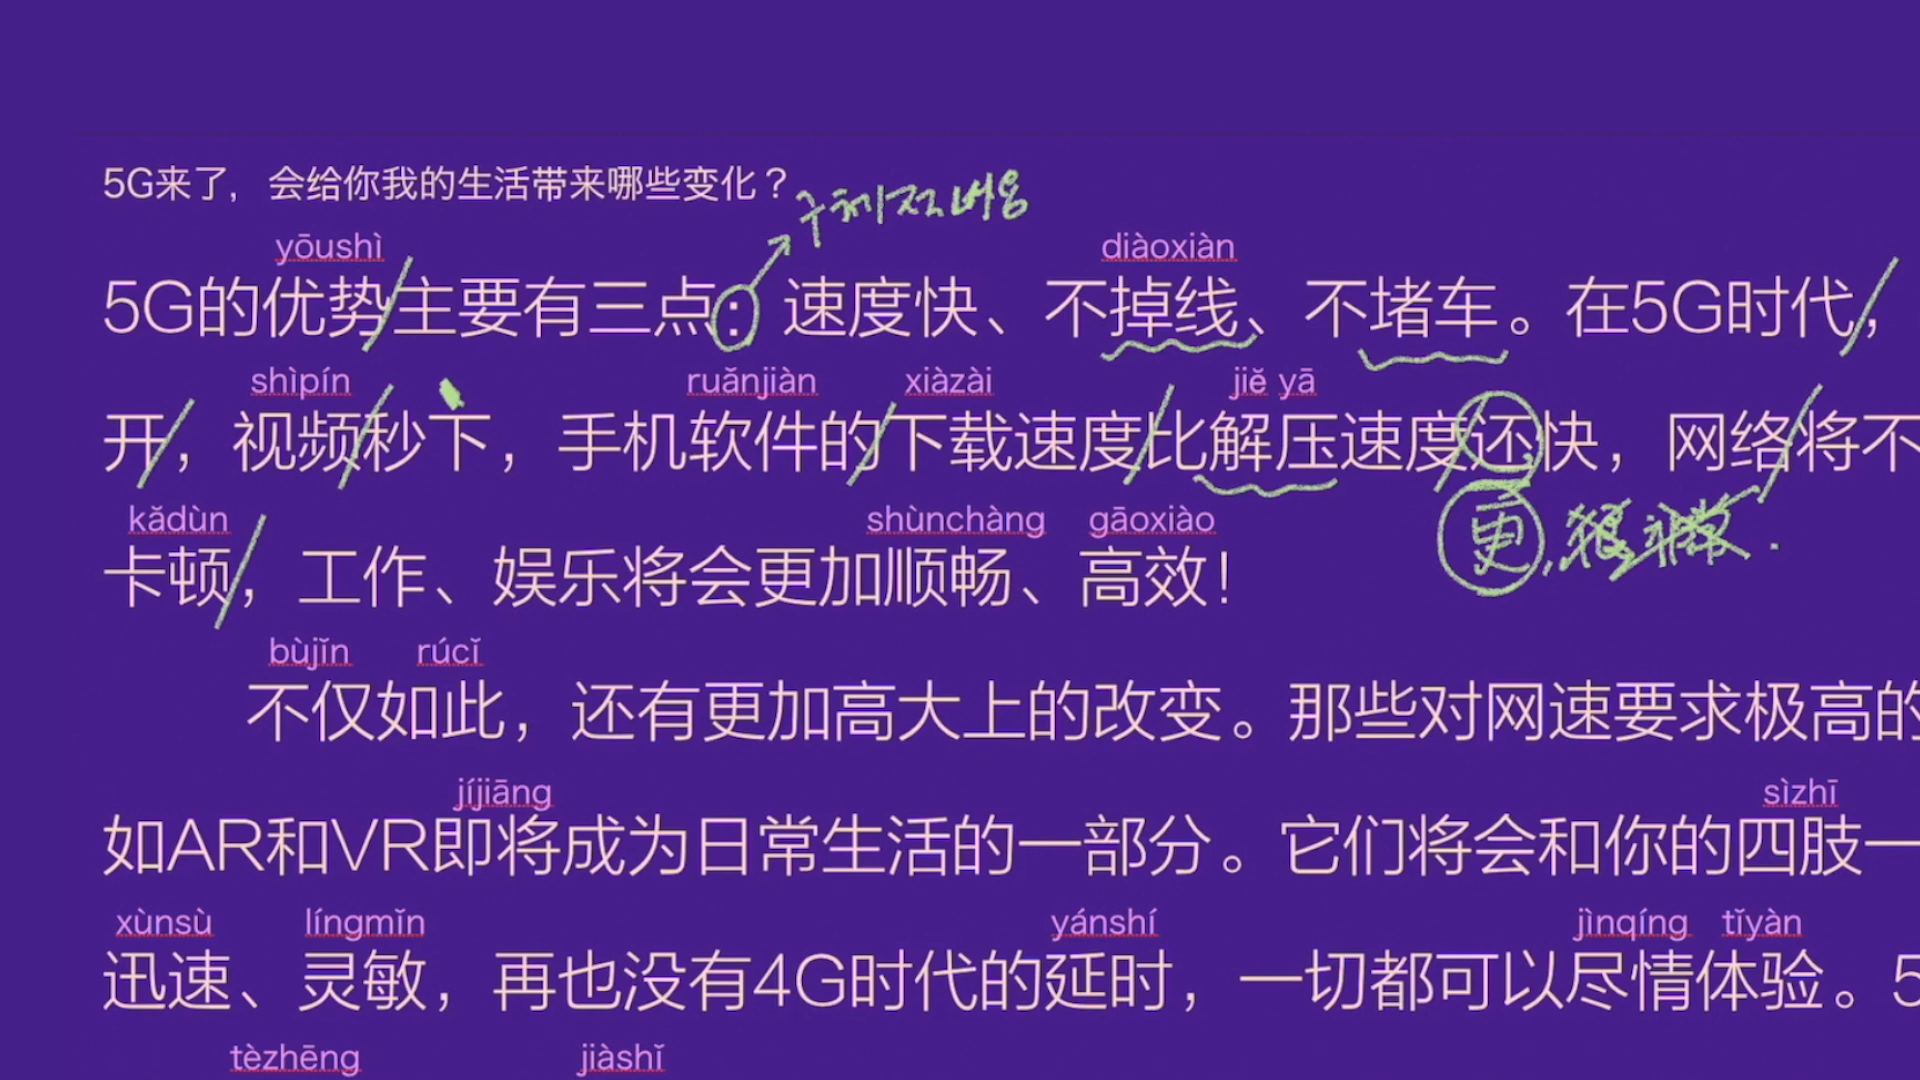 5G来了，会给你我的生活带来哪些变化？
구체적 내용
yōushì diàoxiàn
5G的优势主要有三点：速度快、不掉线、不堵车。在5G时代，
shìpín ruǎnjiàn xiàzài jiě yā
开，视频秒下，手机软件的下载速度比解压速度还快，网络将不
kǎdùn shùnchàng gāoxiào
更, 很 非常.
卡顿，工作、娱乐将会更加顺畅、高效！
bùjǐn rúcǐ
不仅如此，还有更加高大上的改变。那些对网速要求极高的
jíjiāng sìzhī
如AR和VR即将成为日常生活的一部分。它们将会和你的四肢一
xùnsù língmǐn yánshí jìnqíng tǐyàn
迅速、灵敏，再也没有4G时代的延时，一切都可以尽情体验。5
tèzhēng jiàshǐ